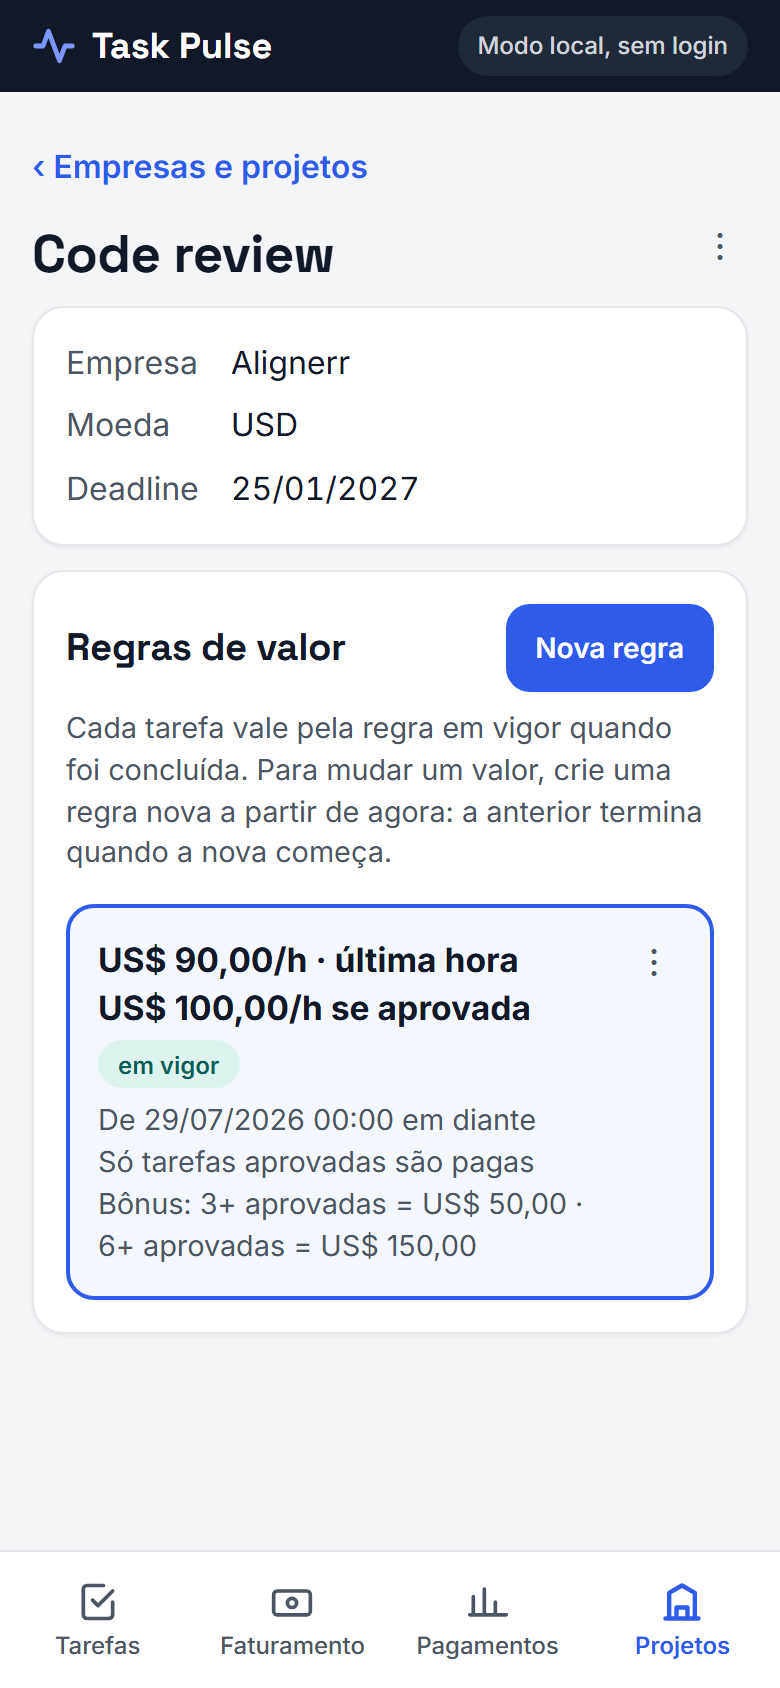 Task Pulse
Modo local, sem login
‹ Empresas e projetos
Code review
Empresa Alignerr
Moeda USD
Deadline 25/01/2027
Regras de valor
Nova regra
Cada tarefa vale pela regra em vigor quando
foi concluída. Para mudar um valor, crie uma
regra nova a partir de agora: a anterior termina
quando a nova começa.
US$ 90,00/h · última hora
US$ 100,00/h se aprovada
em vigor
De 29/07/2026 00:00 em diante
Só tarefas aprovadas são pagas
Bônus: 3+ aprovadas = US$ 50,00 ·
6+ aprovadas = US$ 150,00
Tarefas
Faturamento
Pagamentos
Projetos